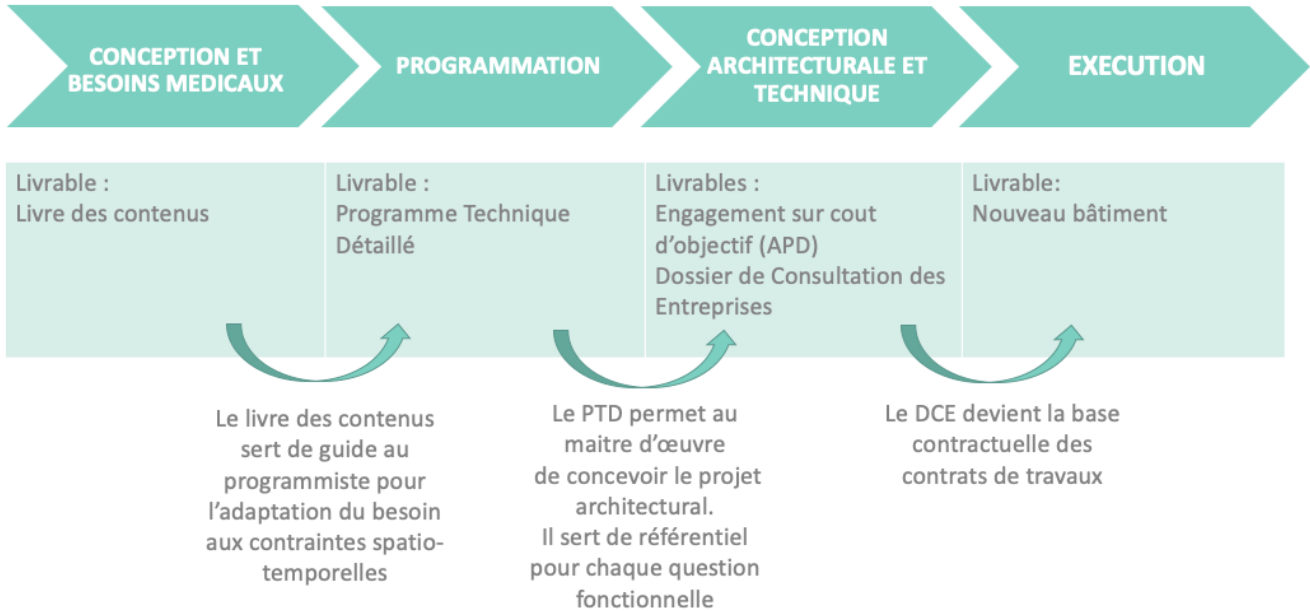 CONCEPTION ET
BESOINS MEDICAUX
PROGRAMMATION
CONCEPTION
ARCHITECTURALE ET
TECHNIQUE
EXECUTION
Livrable :
Livre des contenus
Livrable :
Programme Technique
Détaillé
Livrables :
Engagement sur cout
d'objectif (APD)
Dossier de Consultation des
Entreprises
Livrable:
Nouveau bâtiment
Le livre des contenus
sert de guide au
programmiste pour
l'adaptation du besoin
aux contraintes spatio-
temporelles
Le PTD permet au
maitre d'œuvre
de concevoir le projet
architectural.
Il sert de référentiel
pour chaque question
fonctionnelle
Le DCE devient la base
contractuelle des
contrats de travaux